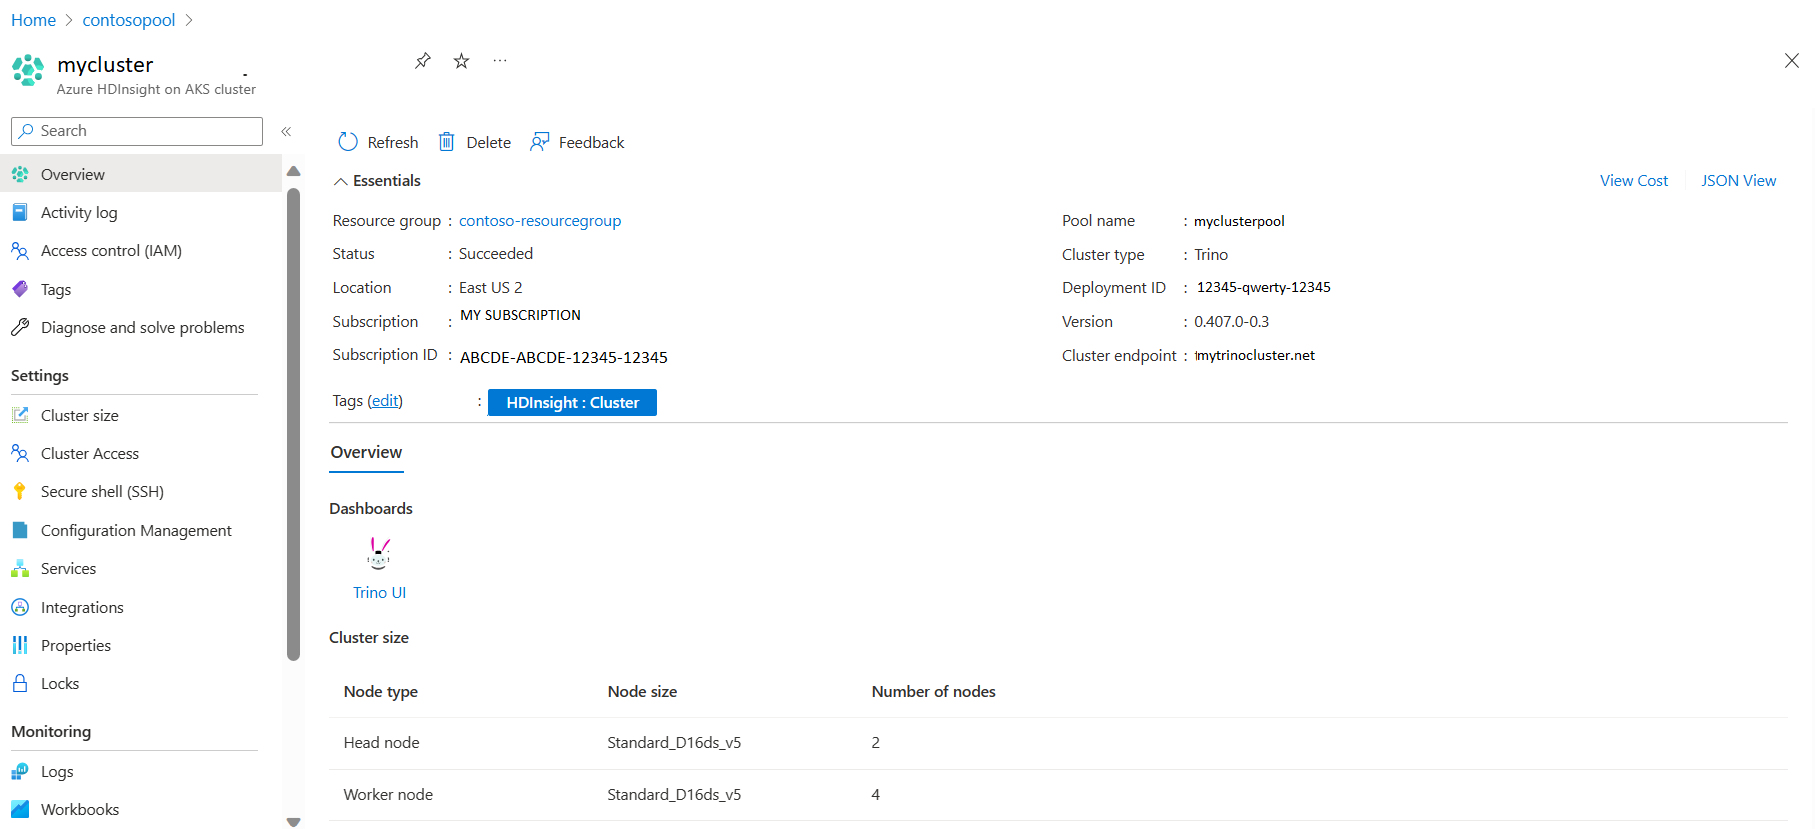 Home > contosopool >
mycluster
Azure HDInsight on AKS cluster
Search
Overview
Activity log
Access control (IAM)
Tags
Diagnose and solve problems
Settings
Cluster size
Cluster Access
Secure shell (SSH)
Configuration Management
Services
Integrations
Properties
Locks
Monitoring
Logs
Workbooks
Refresh Delete Feedback
Essentials
View Cost JSON View
Resource group : contoso-resourcegroup
Status : Succeeded
Location : East US 2
Subscription : MY SUBSCRIPTION
Subscription ID : ABCDE-ABCDE-12345-12345
Pool name : myclusterpool
Cluster type : Trino
Deployment ID : 12345-qwerty-12345
Version : 0.407.0-0.3
Cluster endpoint : mytrinocluster.net
Tags (edit) : HDInsight : Cluster
Overview
Dashboards
Trino UI
Cluster size
Node type Node size Number of nodes
Head node Standard_D16ds_v5 2
Worker node Standard_D16ds_v5 4